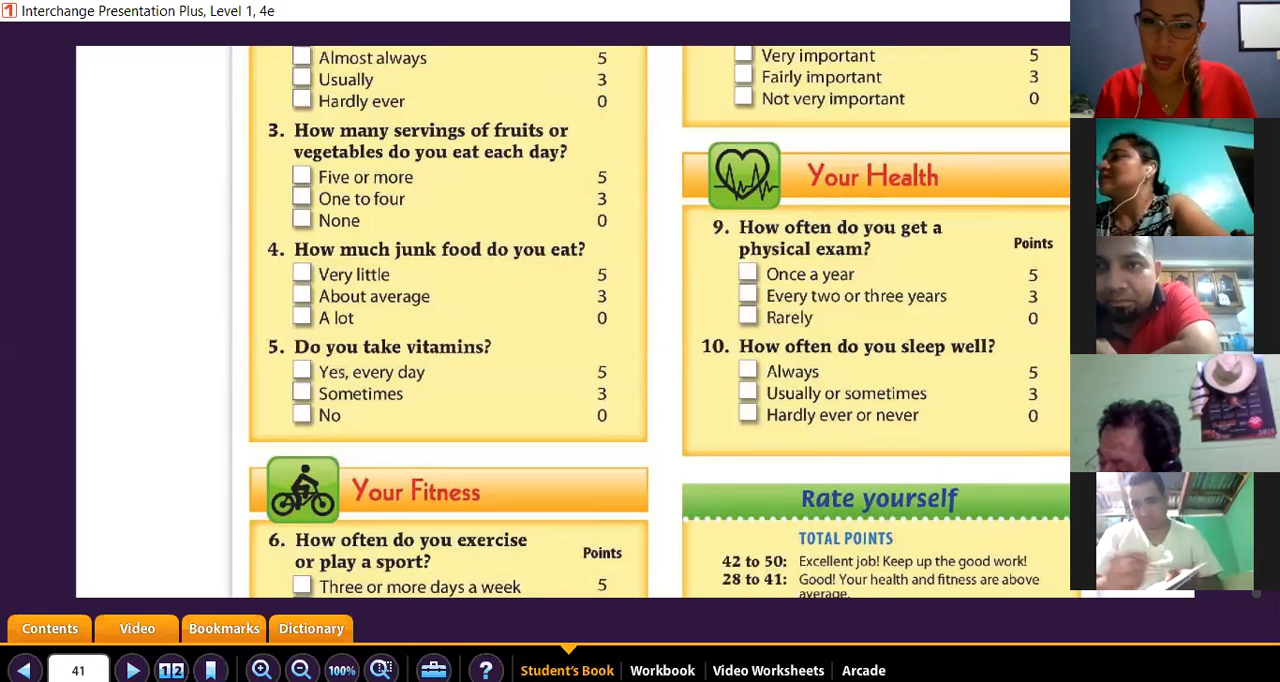 Interchange Presentation Plus, Level 1, 4e
Almost always 5
Usually 3
Hardly ever 0
3. How many servings of fruits or
vegetables do you eat each day?
Five or more 5
One to four 3
None 0
4. How much junk food do you eat?
Very little 5
About average 3
A lot 0
5. Do you take vitamins?
Yes, every day 5
Sometimes 3
No 0
Your Fitness
6. How often do you exercise
or play a sport? Points
Three or more days a week 5
Very important 5
Fairly important 3
Not very important 0
Your Health
9. How often do you get a
physical exam? Points
Once a year 5
Every two or three years 3
Rarely 0
10. How often do you sleep well?
Always 5
Usually or sometimes 3
Hardly ever or never 0
Rate yourself
TOTAL POINTS
42 to 50: Excellent job! Keep up the good work!
28 to 41: Good! Your health and fitness are above
average.
2019
Contents Video Bookmarks Dictionary
41 1 2 100% ? Student's Book Workbook Video Worksheets Arcade